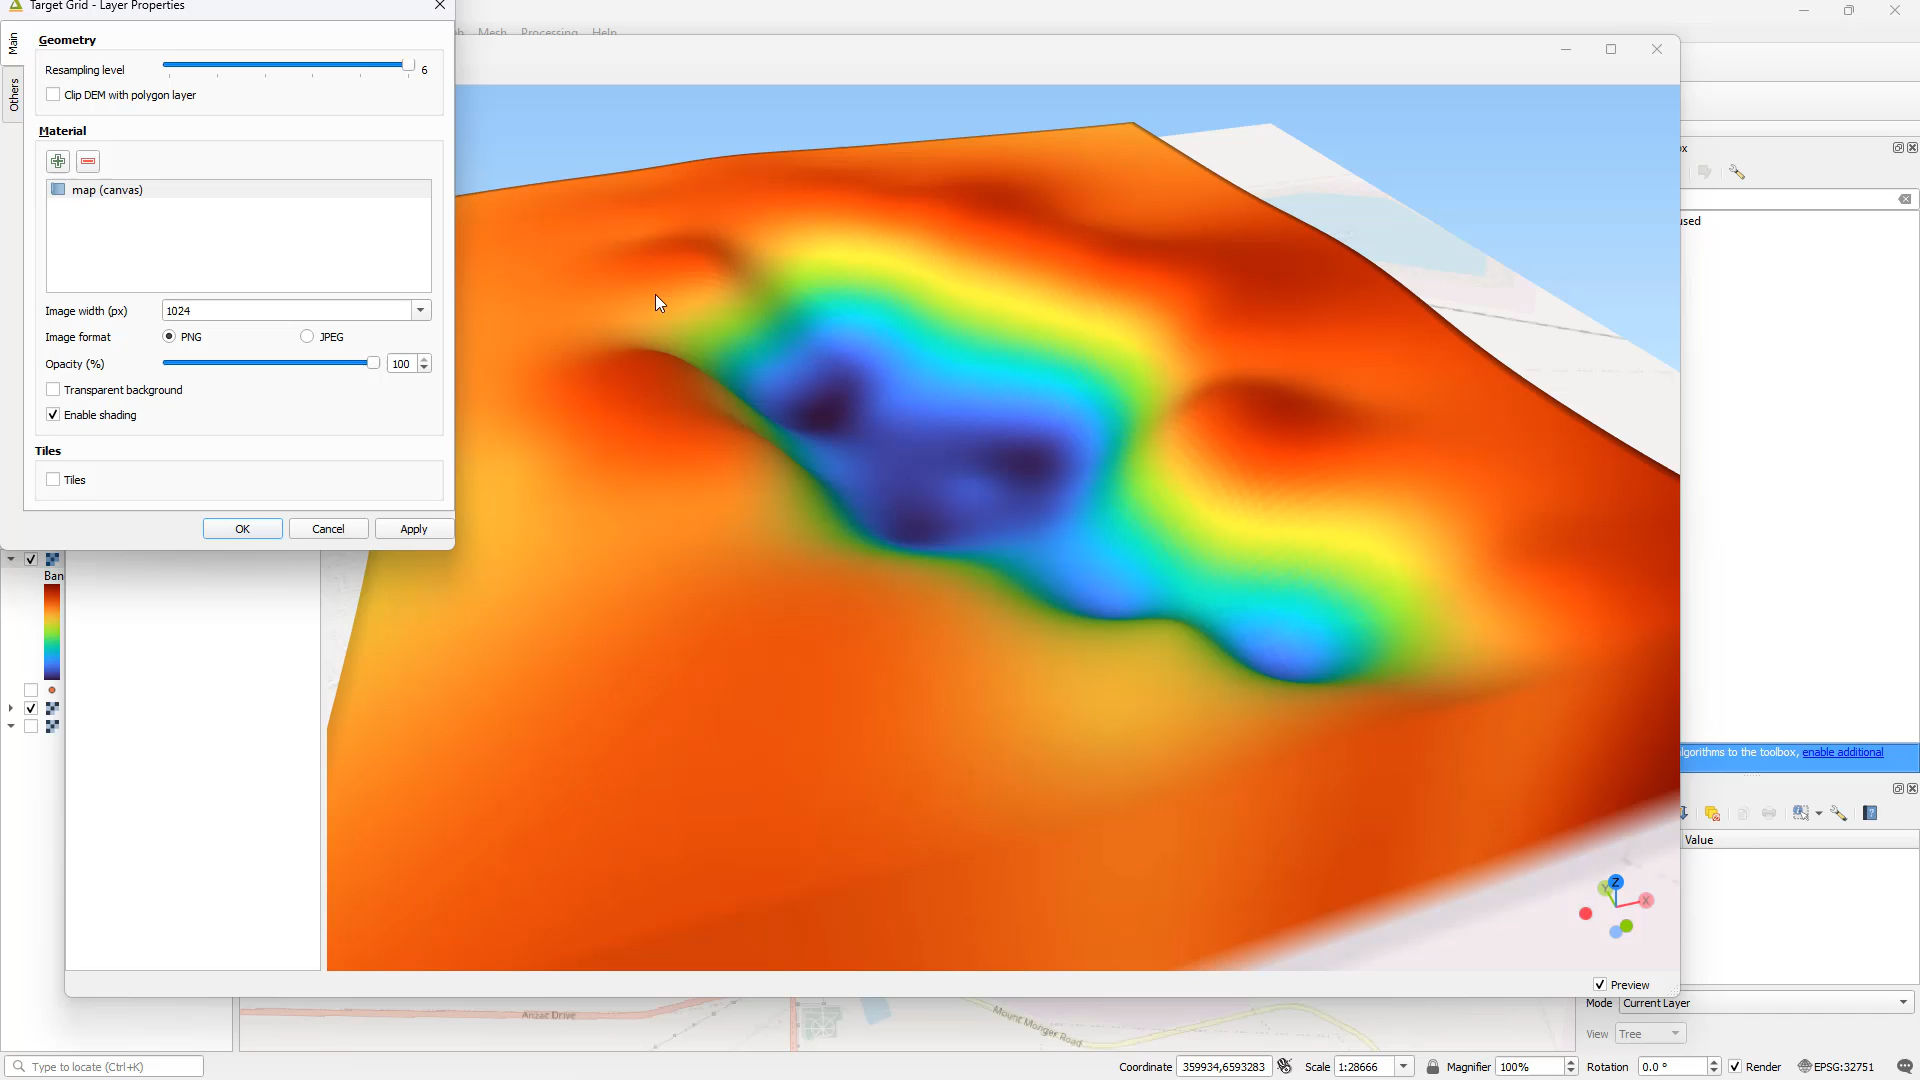 Target Grid - Layer Properties
Mesh Processing Help
Main
Others
Geometry
Resampling level 6
Clip DEM with polygon layer
Material
map (canvas)
Image width (px) 1024
Image format PNG JPEG
Opacity (%) 100
Transparent background
Enable shading
Tiles
Tiles
OK Cancel Apply
Ban
used
lgorithms to the toolbox, enable additional
Value
Z
Y
X
Preview
Mode Current Layer
View Tree
Anzac Drive
Mount Monger Road
Type to locate (Ctrl+K)
Coordinate 359934,6593283 Scale 1:28666 Magnifier 100% Rotation 0.0 ° Render EPSG:32751